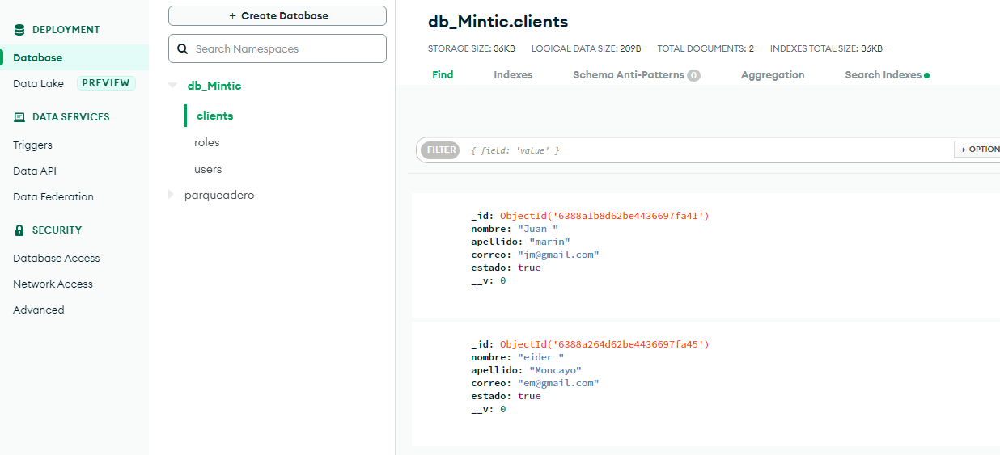 DEPLOYMENT
Database
Data Lake PREVIEW
DATA SERVICES
Triggers
Data API
Data Federation
SECURITY
Database Access
Network Access
Advanced
+ Create Database
Search Namespaces
db_Mintic
clients
roles
users
parqueadero
db_Mintic.clients
STORAGE SIZE: 36KB LOGICAL DATA SIZE: 209B TOTAL DOCUMENTS: 2 INDEXES TOTAL SIZE: 36KB
Find Indexes Schema Anti-Patterns 0 Aggregation Search Indexes
FILTER { field: 'value' } OPTION
_id: ObjectId('6388a1b8d62be4436697fa41')
nombre: "Juan "
apellido: "marin"
correo: "jm@gmail.com"
estado: true
__v: 0
_id: ObjectId('6388a264d62be4436697fa45')
nombre: "eider "
apellido: "Moncayo"
correo: "em@gmail.com"
estado: true
__v: 0